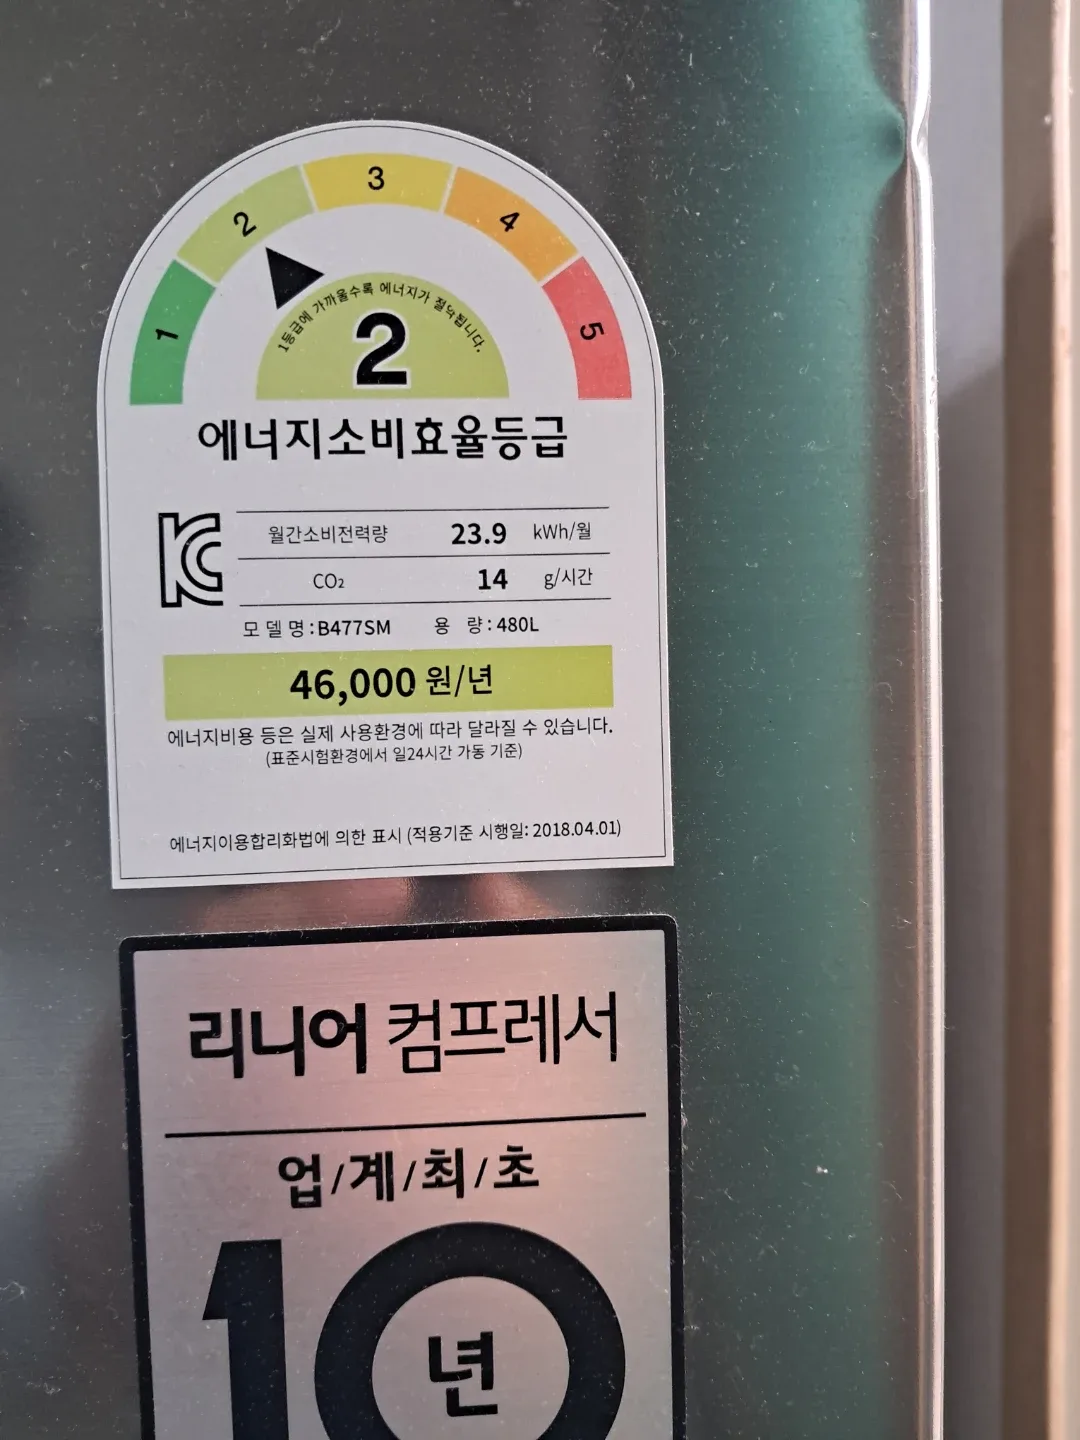 1
2
3
4
5
1등급에 가까울수록 에너지가 절약됩니다.
2
에너지소비효율등급
월간소비전력량 23.9 kWh/월
CO₂ 14 g/시간
모델명:B477SM 용 량:480L
46,000 원/년
에너지비용 등은 실제 사용환경에 따라 달라질 수 있습니다.
(표준시험환경에서 일24시간 가동 기준)
에너지이용합리화법에 의한 표시 (적용기준 시행일: 2018.04.01)
리니어 컴프레서
업/계/최/초
10
년